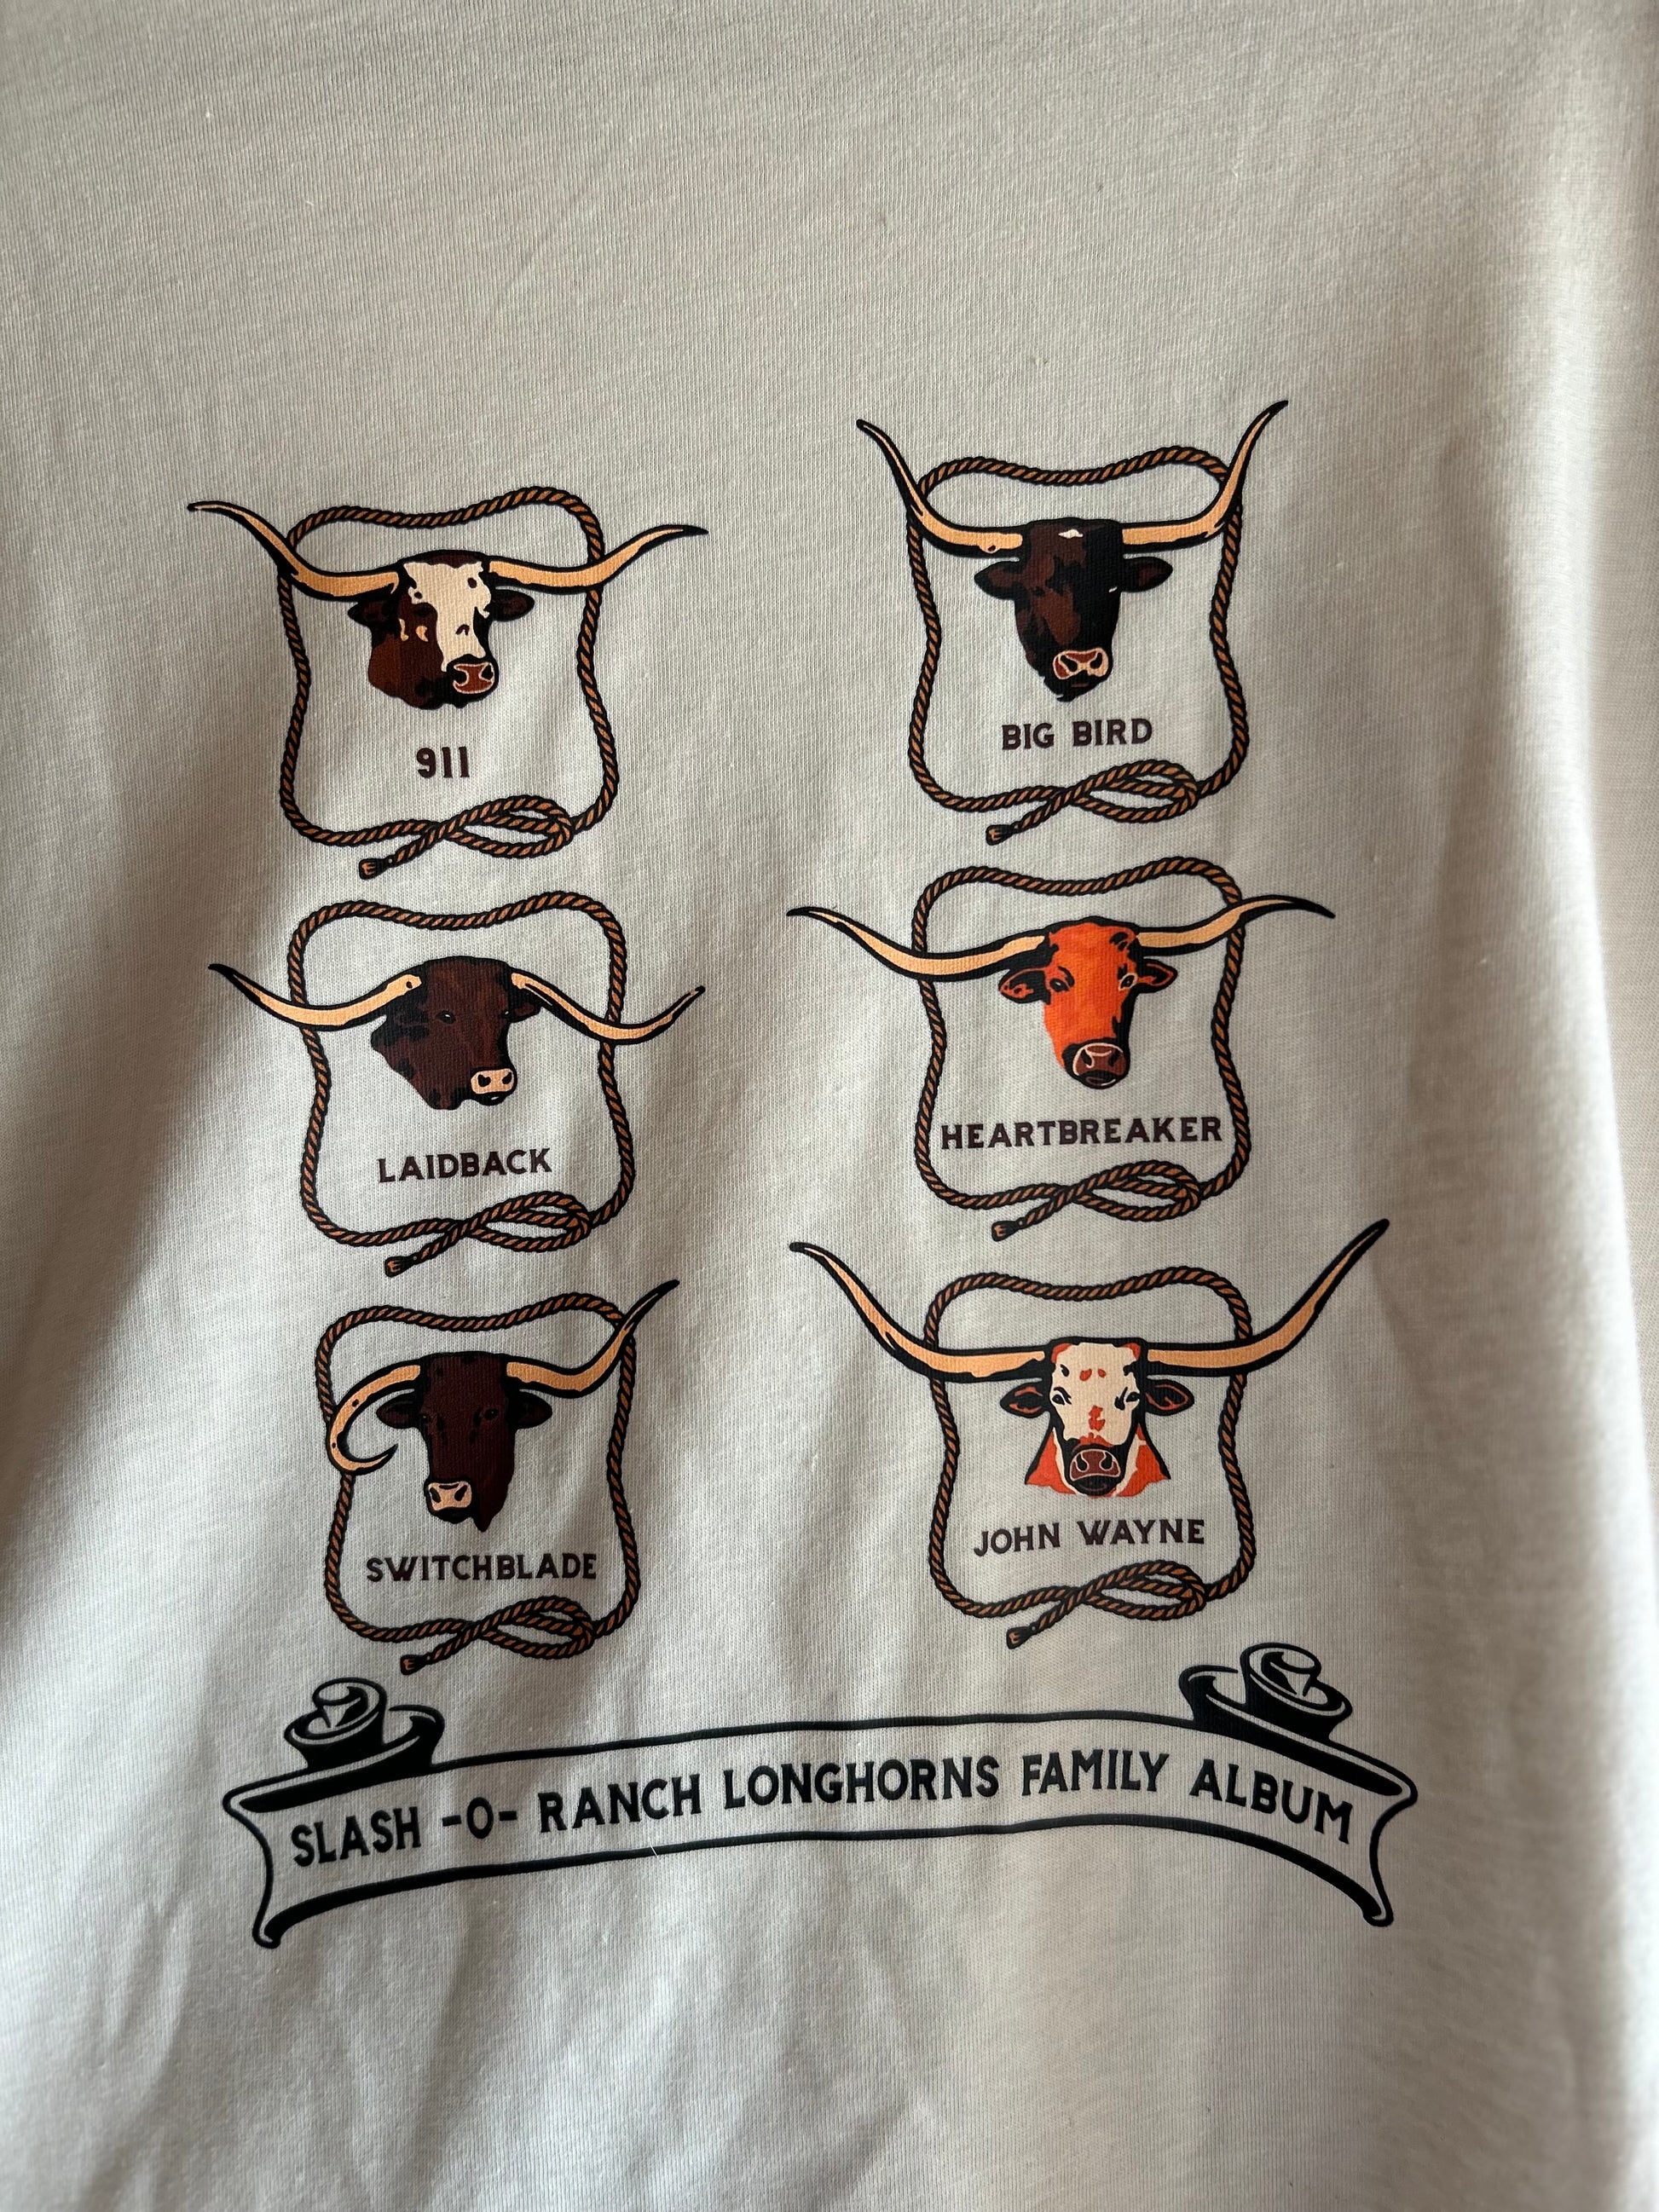 911
BIG BIRD
LAIDBACK
HEARTBREAKER
SWITCHBLADE
JOHN WAYNE
SLASH -O- RANCH LONGHORNS FAMILY ALBUM